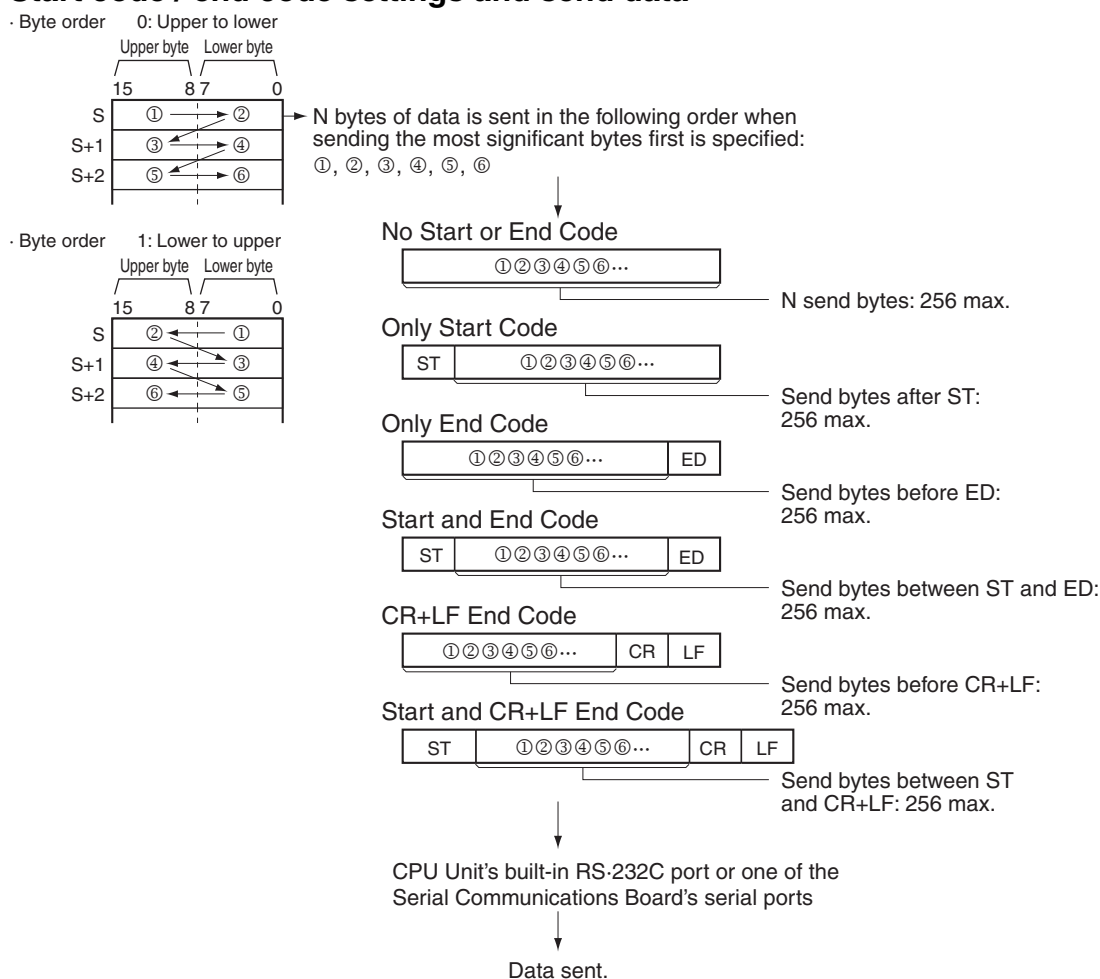 Start code / end code settings and send data
· Byte order 0: Upper to lower
Upper byte Lower byte
15 8 7 0
S ① ②
S+1 ③ ④
S+2 ⑤ ⑥
N bytes of data is sent in the following order when
sending the most significant bytes first is specified:
①, ②, ③, ④, ⑤, ⑥
· Byte order 1: Lower to upper
Upper byte Lower byte
15 8 7 0
S ② ①
S+1 ④ ③
S+2 ⑥ ⑤
No Start or End Code
①②③④⑤⑥···
N send bytes: 256 max.
Only Start Code
ST ①②③④⑤⑥···
Send bytes after ST:
256 max.
Only End Code
①②③④⑤⑥··· ED
Send bytes before ED:
256 max.
Start and End Code
ST ①②③④⑤⑥··· ED
Send bytes between ST and ED:
256 max.
CR+LF End Code
①②③④⑤⑥··· CR LF
Send bytes before CR+LF:
256 max.
Start and CR+LF End Code
ST ①②③④⑤⑥··· CR LF
Send bytes between ST
and CR+LF: 256 max.
CPU Unit's built-in RS-232C port or one of the
Serial Communications Board's serial ports
Data sent.